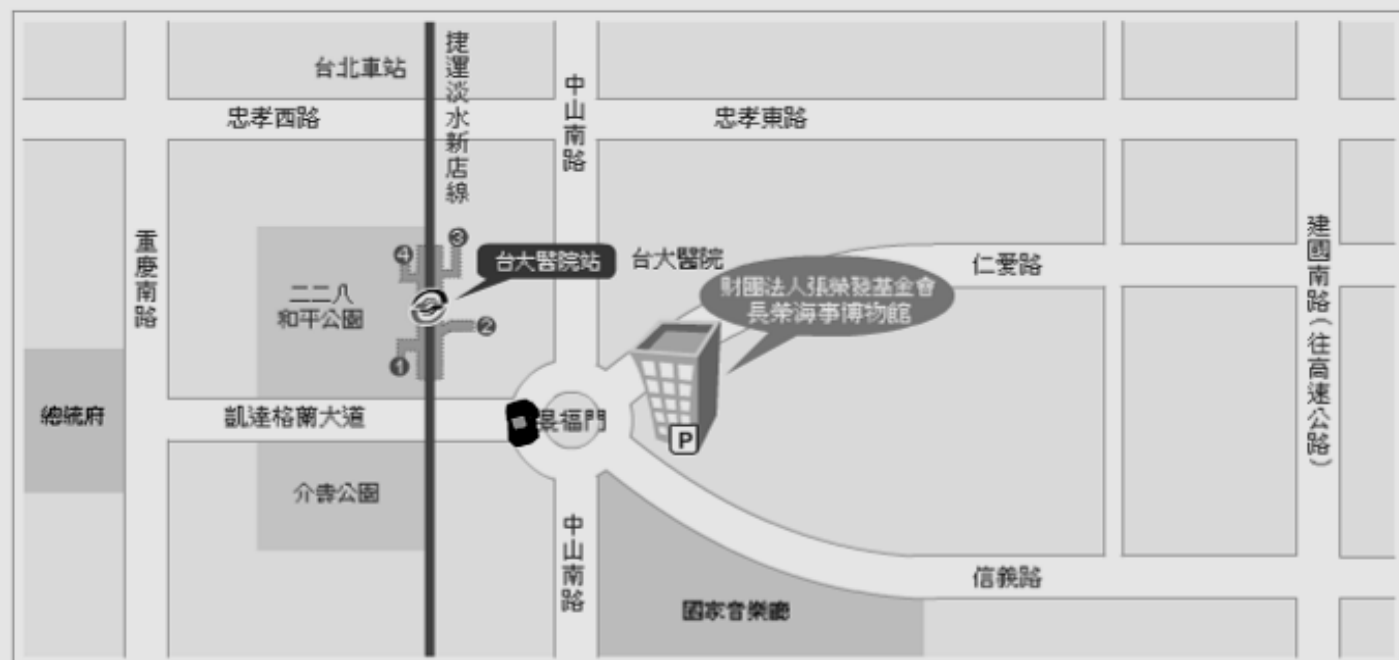 台北車站
捷運淡水新店線
中山南路
忠孝西路
忠孝東路
重慶南路
建國南路(往高速公路)
④
③
台大醫院站
台大醫院
仁愛路
財團法人張榮發基金會
長榮海事博物館
二二八
和平公園
②
①
總統府
凱達格蘭大道
景福門
P
介壽公園
中山南路
信義路
國家音樂廳